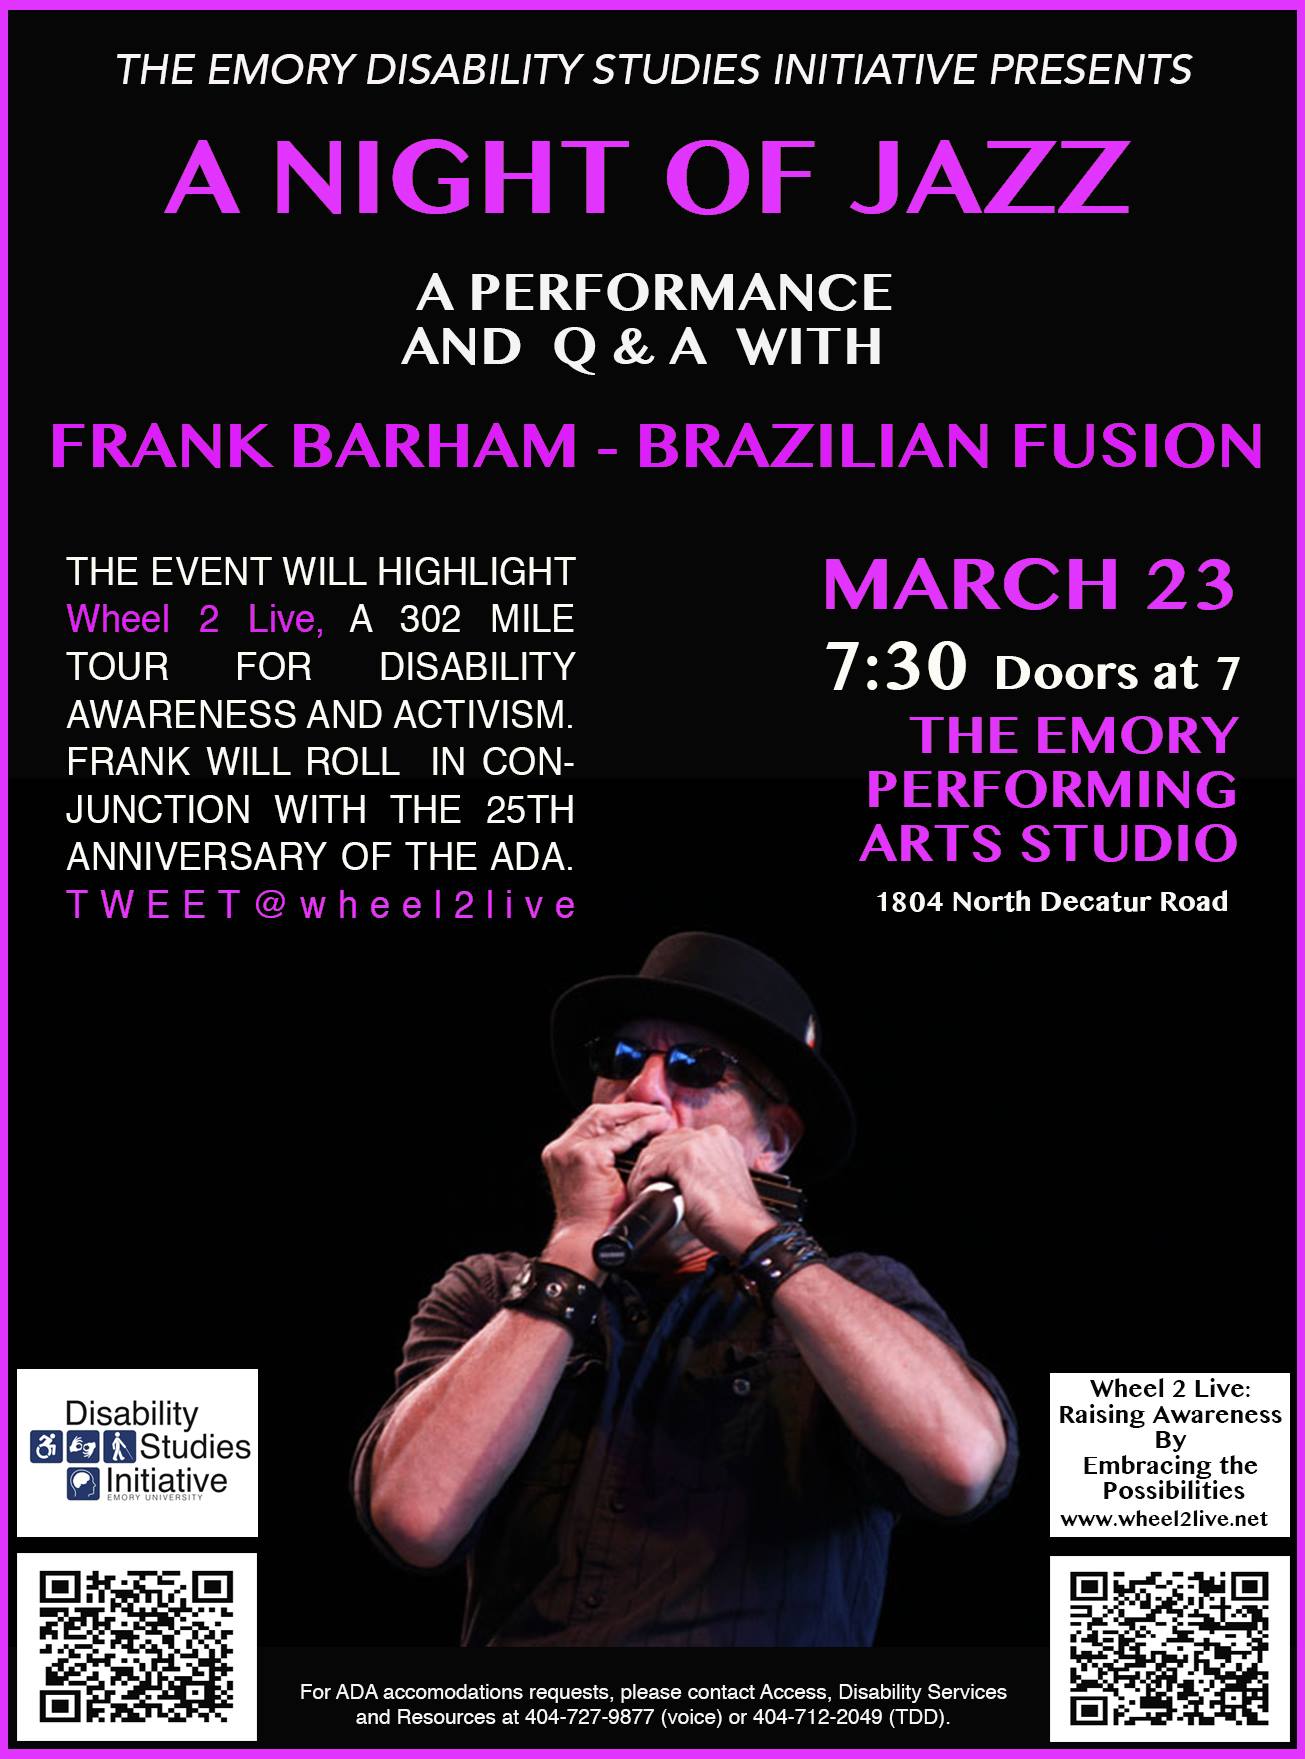 THE EMORY DISABILITY STUDIES INITIATIVE PRESENTS
A NIGHT OF JAZZ
A PERFORMANCE
AND Q & A WITH
FRANK BARHAM - BRAZILIAN FUSION
THE EVENT WILL HIGHLIGHT
Wheel 2 Live, A 302 MILE
TOUR FOR DISABILITY
AWARENESS AND ACTIVISM.
FRANK WILL ROLL IN CON-
JUNCTION WITH THE 25TH
ANNIVERSARY OF THE ADA.
TWEET@wheel2live
MARCH 23
7:30 Doors at 7
THE EMORY
PERFORMING
ARTS STUDIO
1804 North Decatur Road
Disability
Studies
Initiative
EMORY UNIVERSITY
Wheel 2 Live:
Raising Awareness
By
Embracing the
Possibilities
www.wheel2live.net
For ADA accomodations requests, please contact Access, Disability Services
and Resources at 404-727-9877 (voice) or 404-712-2049 (TDD).